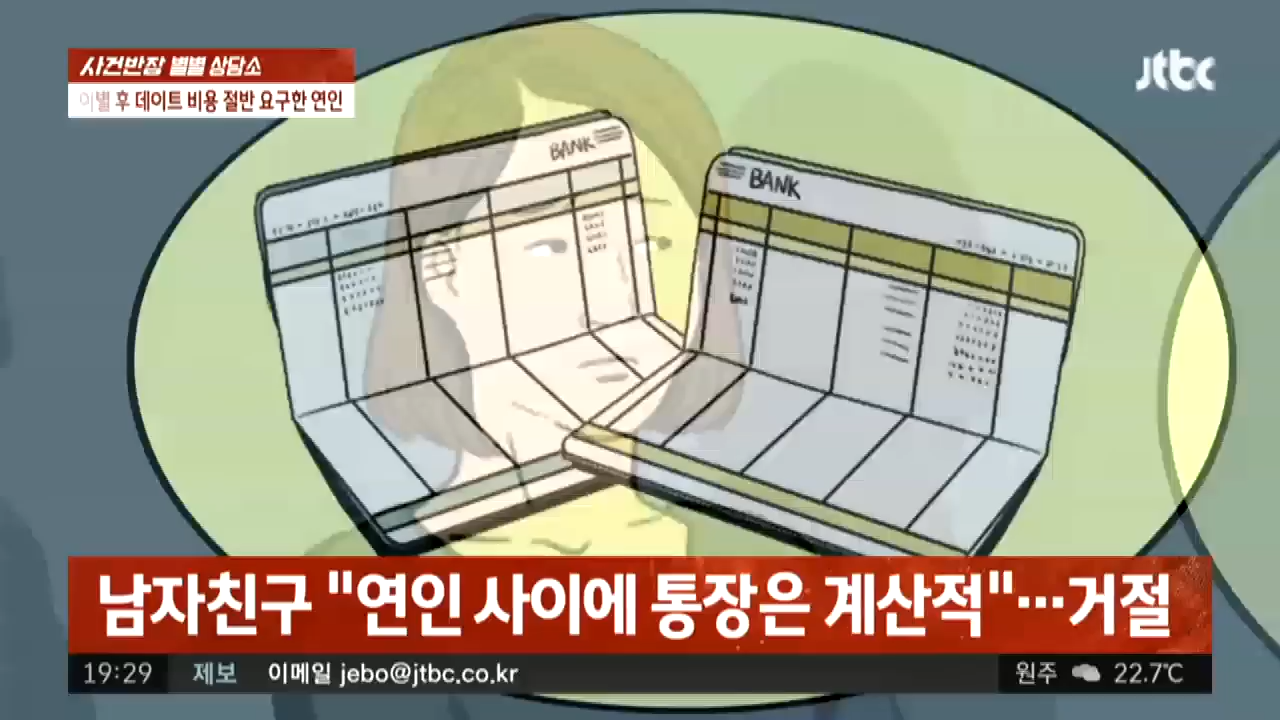 사건반장 별별 상담소
jtbc
이별 후 데이트 비용 절반 요구한 연인
BANK
BANK
남자친구 "연인 사이에 통장은 계산적"…거절
19:29 제보 이메일 jebo@jtbc.co.kr 원주 22.7℃